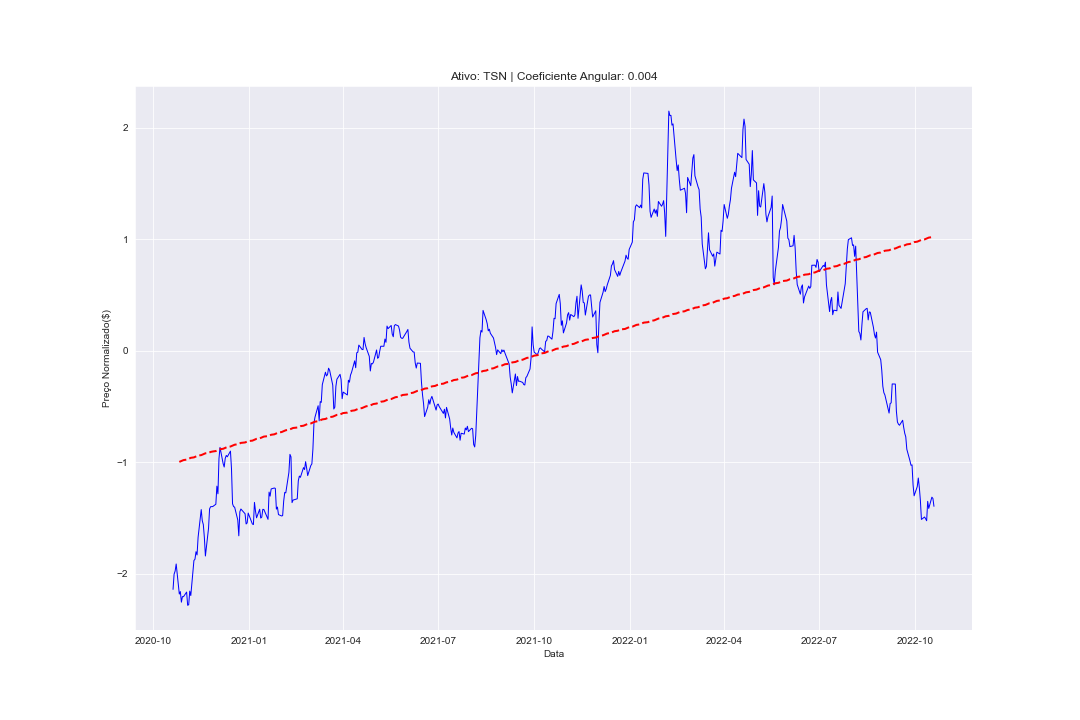 Ativo: TSN | Coeficiente Angular: 0.004
Preço Normalizado($)
2
1
0
−1
−2
2020-10 2021-01 2021-04 2021-07 2021-10 2022-01 2022-04 2022-07 2022-10
Data